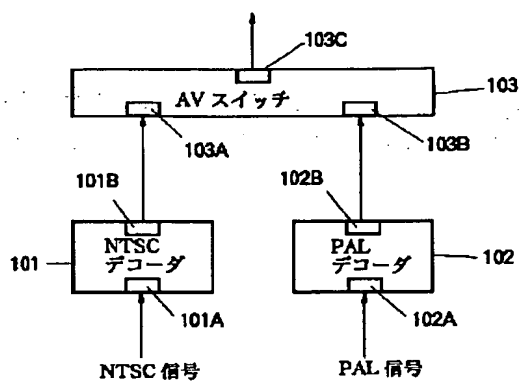 103C
AV スイッチ
103
103A
103B
101B
102B
NTSC
デコーダ
PAL
デコーダ
101
102
101A
102A
NTSC 信号
PAL 信号